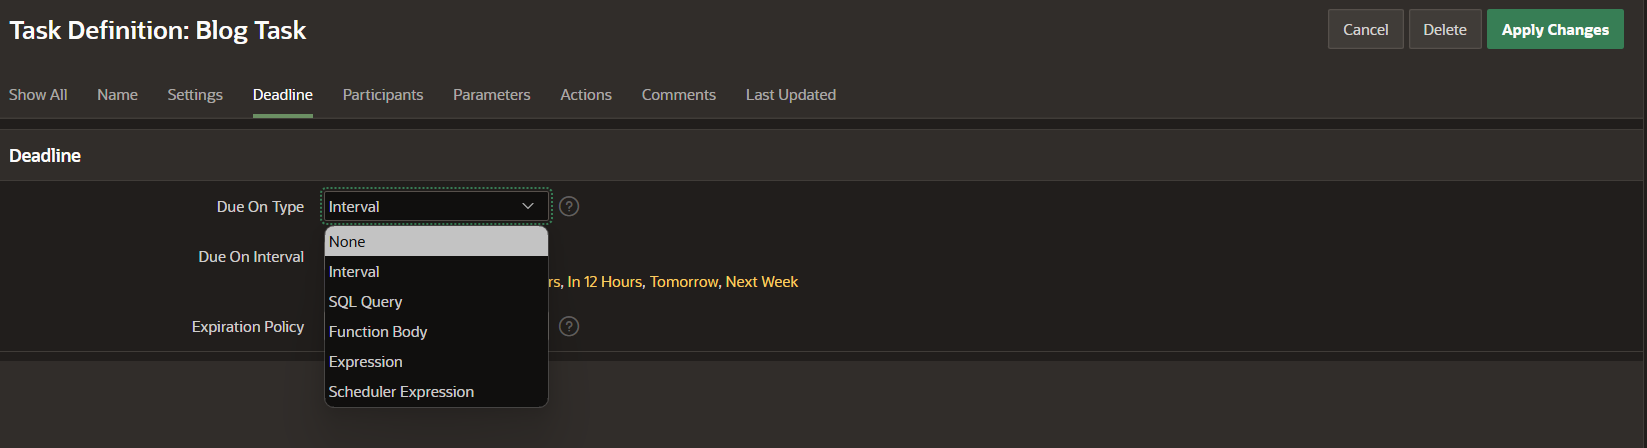 Task Definition: Blog Task
Cancel
Delete
Apply Changes
Show All
Name
Settings
Deadline
Participants
Parameters
Actions
Comments
Last Updated
Deadline
Due On Type
Interval
?
None
Interval
SQL Query
Function Body
Expression
Scheduler Expression
Due On Interval
rs, In 12 Hours, Tomorrow, Next Week
Expiration Policy
?